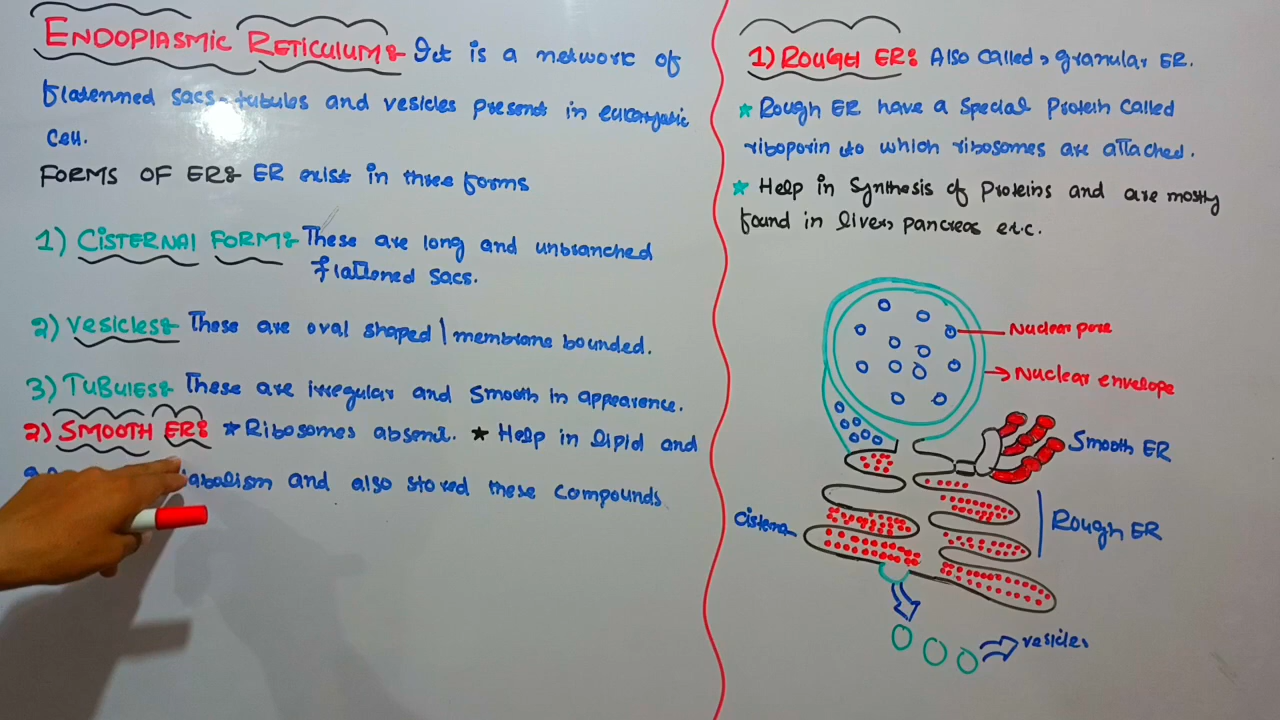 ENDOPLASMIC RETICULUM:- It is a network of
flatenned sacs-tubules and vesicles present in eukaryotic
cell.
FORMS OF ER:- ER exist in three forms
1) CISTERNAL FORM:- These are long and unbranched
flattened sacs.
2) Vesicles:- These are oval shaped / membrane bounded.
3) TUBULES:- These are irregular and smooth in appearence.
2) SMOOTH ER:- * Ribosomes absent. * Help in lipid and
and also stored these compounds
1) ROUGH ER:- Also called, granular ER.
* Rough ER have a special protein called
riboporin to which ribosomes are attached.
* Help in synthesis of proteins and are mostly
found in liver, pancreas etc.
Nuclear pore
Nuclear envelope
Smooth ER
Cisterna
Rough ER
vesicles